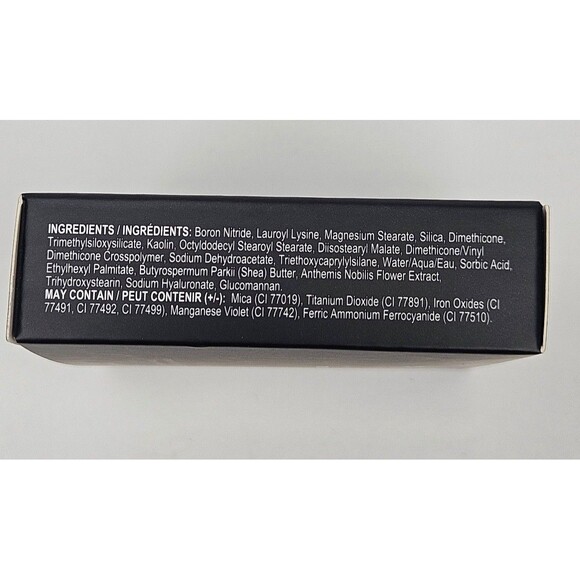 INGREDIENTS / INGRÉDIENTS: Boron Nitride, Lauroyl Lysine, Magnesium Stearate, Silica, Dimethicone,
Trimethylsiloxysilicate, Kaolin, Octyldodecyl Stearoyl Stearate, Diisostearyl Malate, Dimethicone/Vinyl
Dimethicone Crosspolymer, Sodium Dehydroacetate, Triethoxycaprylylsilane, Water/Aqua/Eau, Sorbic Acid,
Ethylhexyl Palmitate, Butyrospermum Parkii (Shea) Butter, Anthemis Nobilis Flower Extract,
Trihydroxystearin, Sodium Hyaluronate, Glucomannan.
MAY CONTAIN / PEUT CONTENIR (+/-): Mica (CI 77019), Titanium Dioxide (CI 77891), Iron Oxides (CI
77491, CI 77492, CI 77499), Manganese Violet (CI 77742), Ferric Ammonium Ferrocyanide (CI 77510).